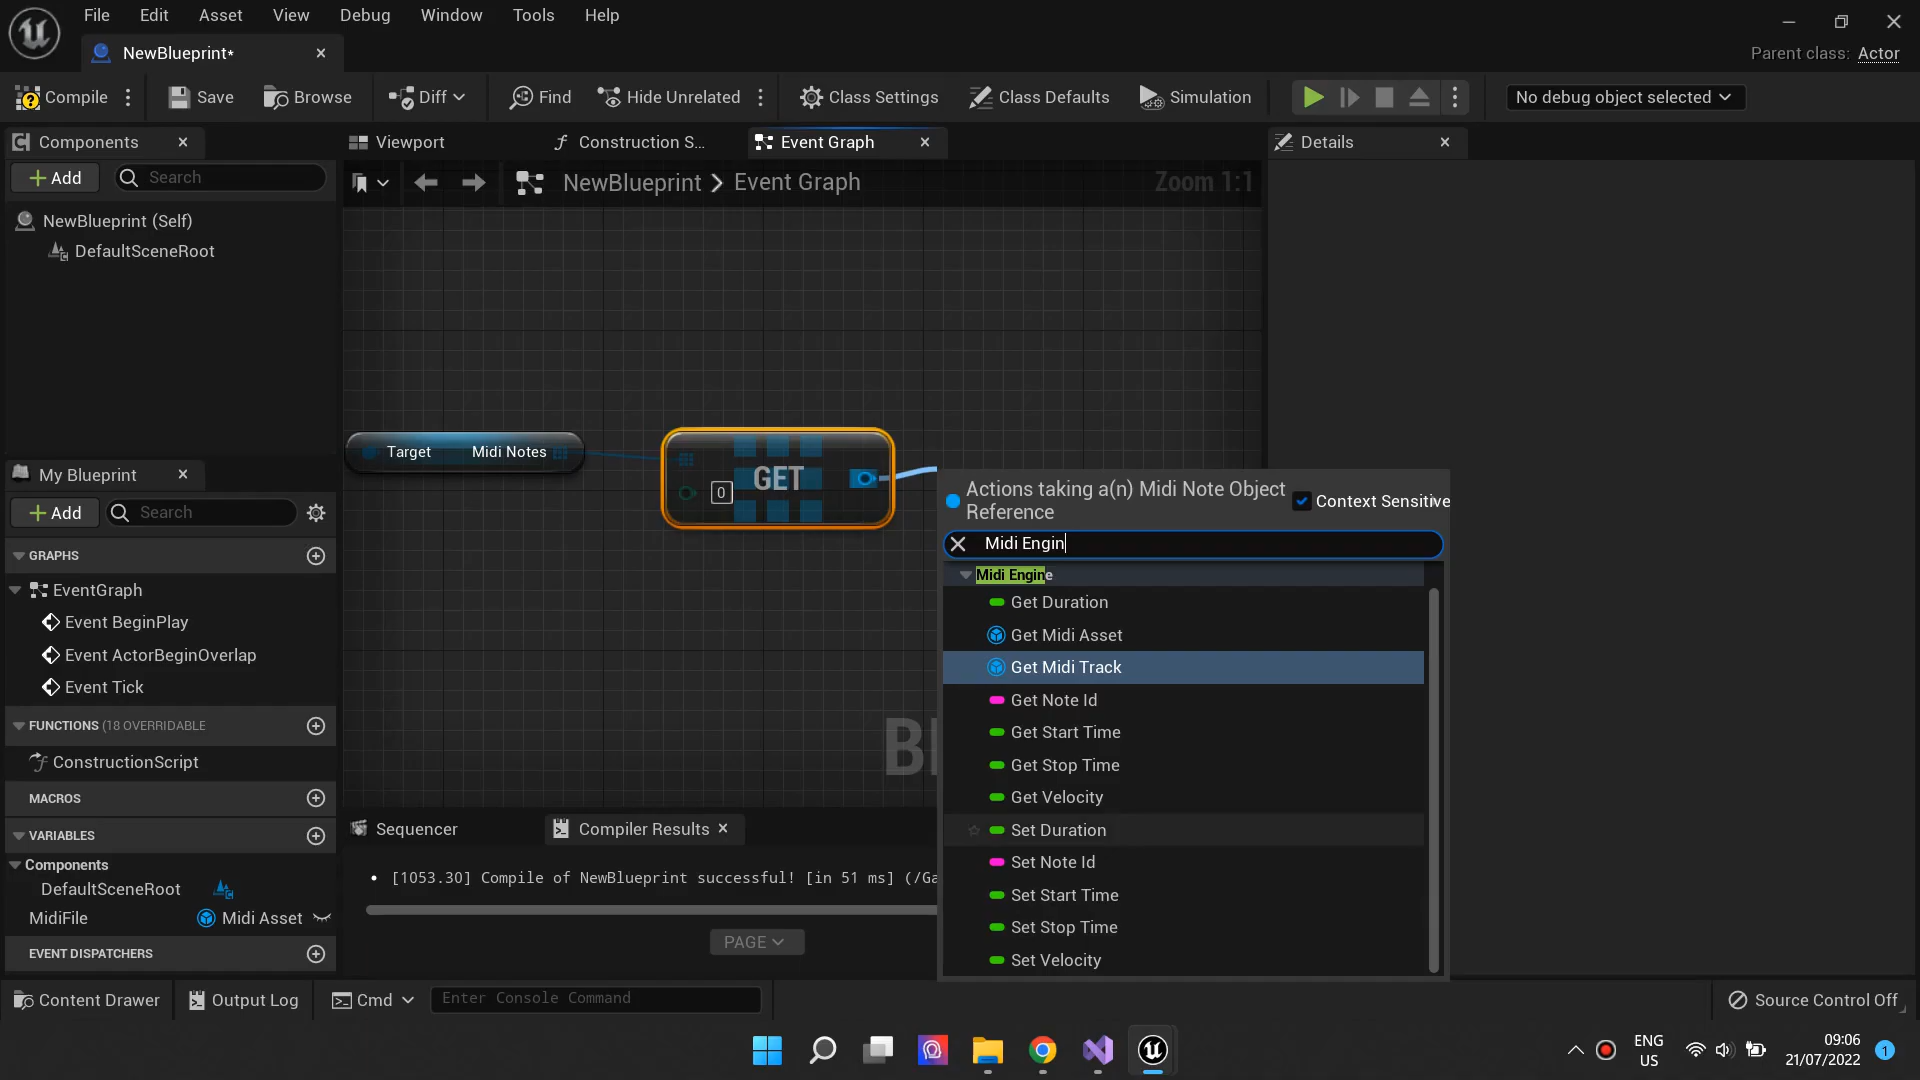 File Edit Asset View Debug Window Tools Help
NewBlueprint*
Parent class: Actor
Compile Save Browse Diff Find Hide Unrelated Class Settings Class Defaults Simulation No debug object selected
Components Viewport Construction S... Event Graph Details
Add Search
NewBlueprint > Event Graph
Zoom 1:1
NewBlueprint (Self)
DefaultSceneRoot
Target Midi Notes
GET
0
Actions taking a(n) Midi Note Object
Reference
Context Sensitive
Midi Engin
Midi Engine
Get Duration
Get Midi Asset
Get Midi Track
Get Note Id
Get Start Time
Get Stop Time
Get Velocity
Set Duration
Set Note Id
Set Start Time
Set Stop Time
Set Velocity
My Blueprint
Add Search
GRAPHS
EventGraph
Event BeginPlay
Event ActorBeginOverlap
Event Tick
FUNCTIONS (18 OVERRIDABLE
ConstructionScript
MACROS
VARIABLES
Components
DefaultSceneRoot
MidiFile Midi Asset
EVENT DISPATCHERS
Sequencer Compiler Results
[1053.30] Compile of NewBlueprint successful! [in 51 ms] (/Ga
PAGE
Content Drawer Output Log Cmd Enter Console Command Source Control Off
ENG
US
09:06
21/07/2022
1